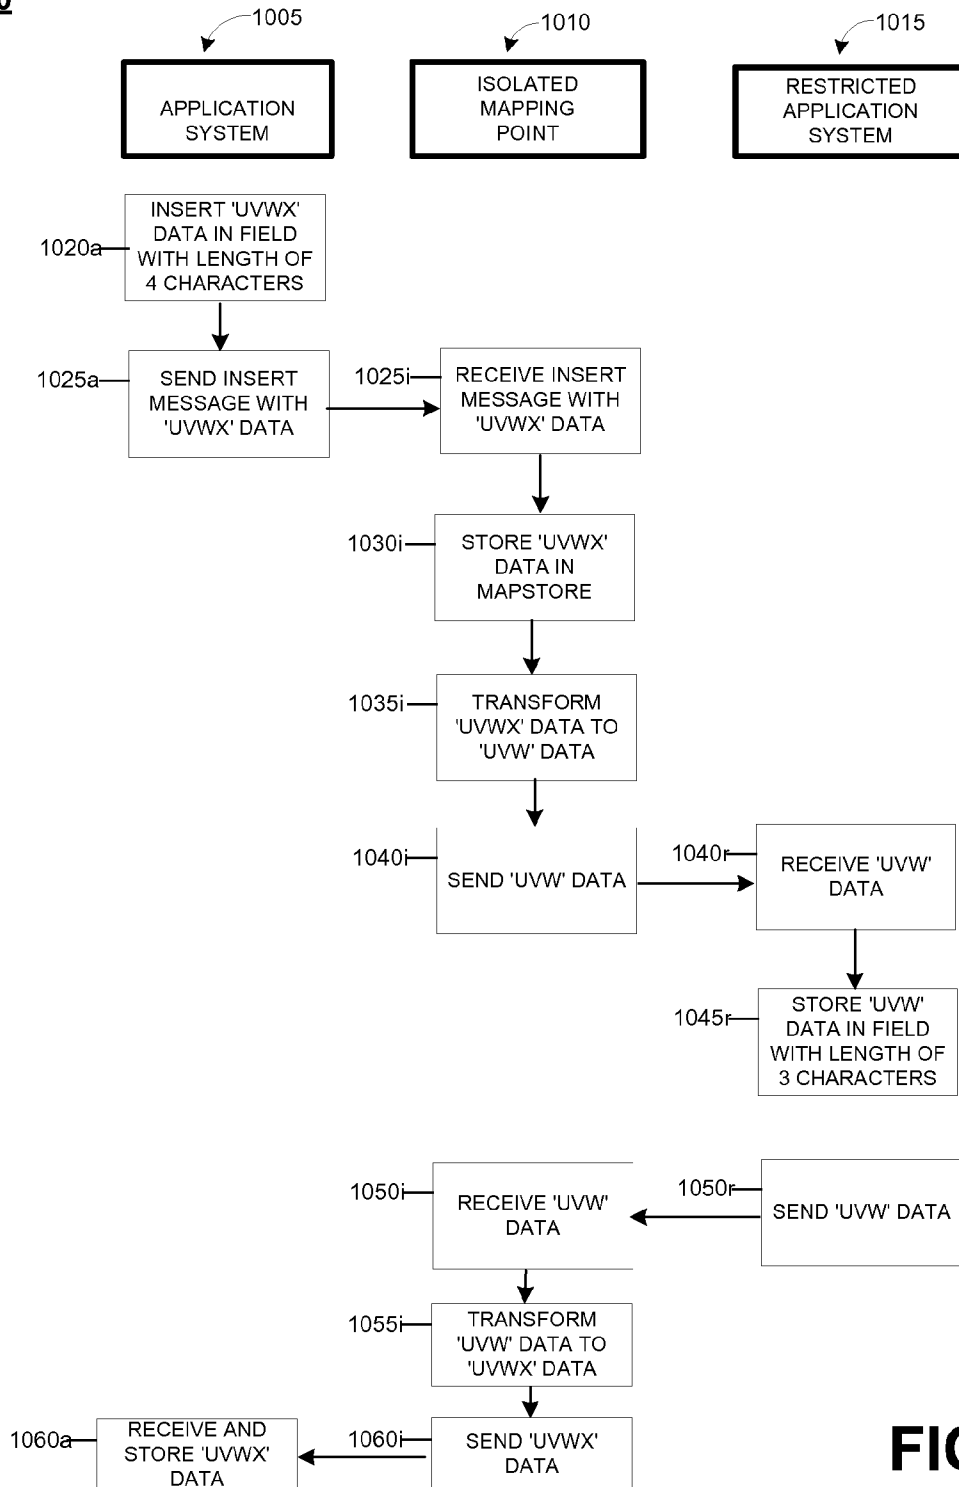 1005
1010
1015
APPLICATION
SYSTEM
ISOLATED
MAPPING
POINT
RESTRICTED
APPLICATION
SYSTEM
1020a
INSERT 'UVWX'
DATA IN FIELD
WITH LENGTH OF
4 CHARACTERS
1025a
SEND INSERT
MESSAGE WITH
'UVWX' DATA
1025i
RECEIVE INSERT
MESSAGE WITH
'UVWX' DATA
1030i
STORE 'UVWX'
DATA IN
MAPSTORE
1035i
TRANSFORM
'UVWX' DATA TO
'UVW' DATA
1040i
SEND 'UVW' DATA
1040r
RECEIVE 'UVW'
DATA
1045r
STORE 'UVW'
DATA IN FIELD
WITH LENGTH OF
3 CHARACTERS
1050i
RECEIVE 'UVW'
DATA
1050r
SEND 'UVW' DATA
1055i
TRANSFORM
'UVW' DATA TO
'UVWX' DATA
1060a
RECEIVE AND
STORE 'UVWX'
DATA
1060i
SEND 'UVWX'
DATA